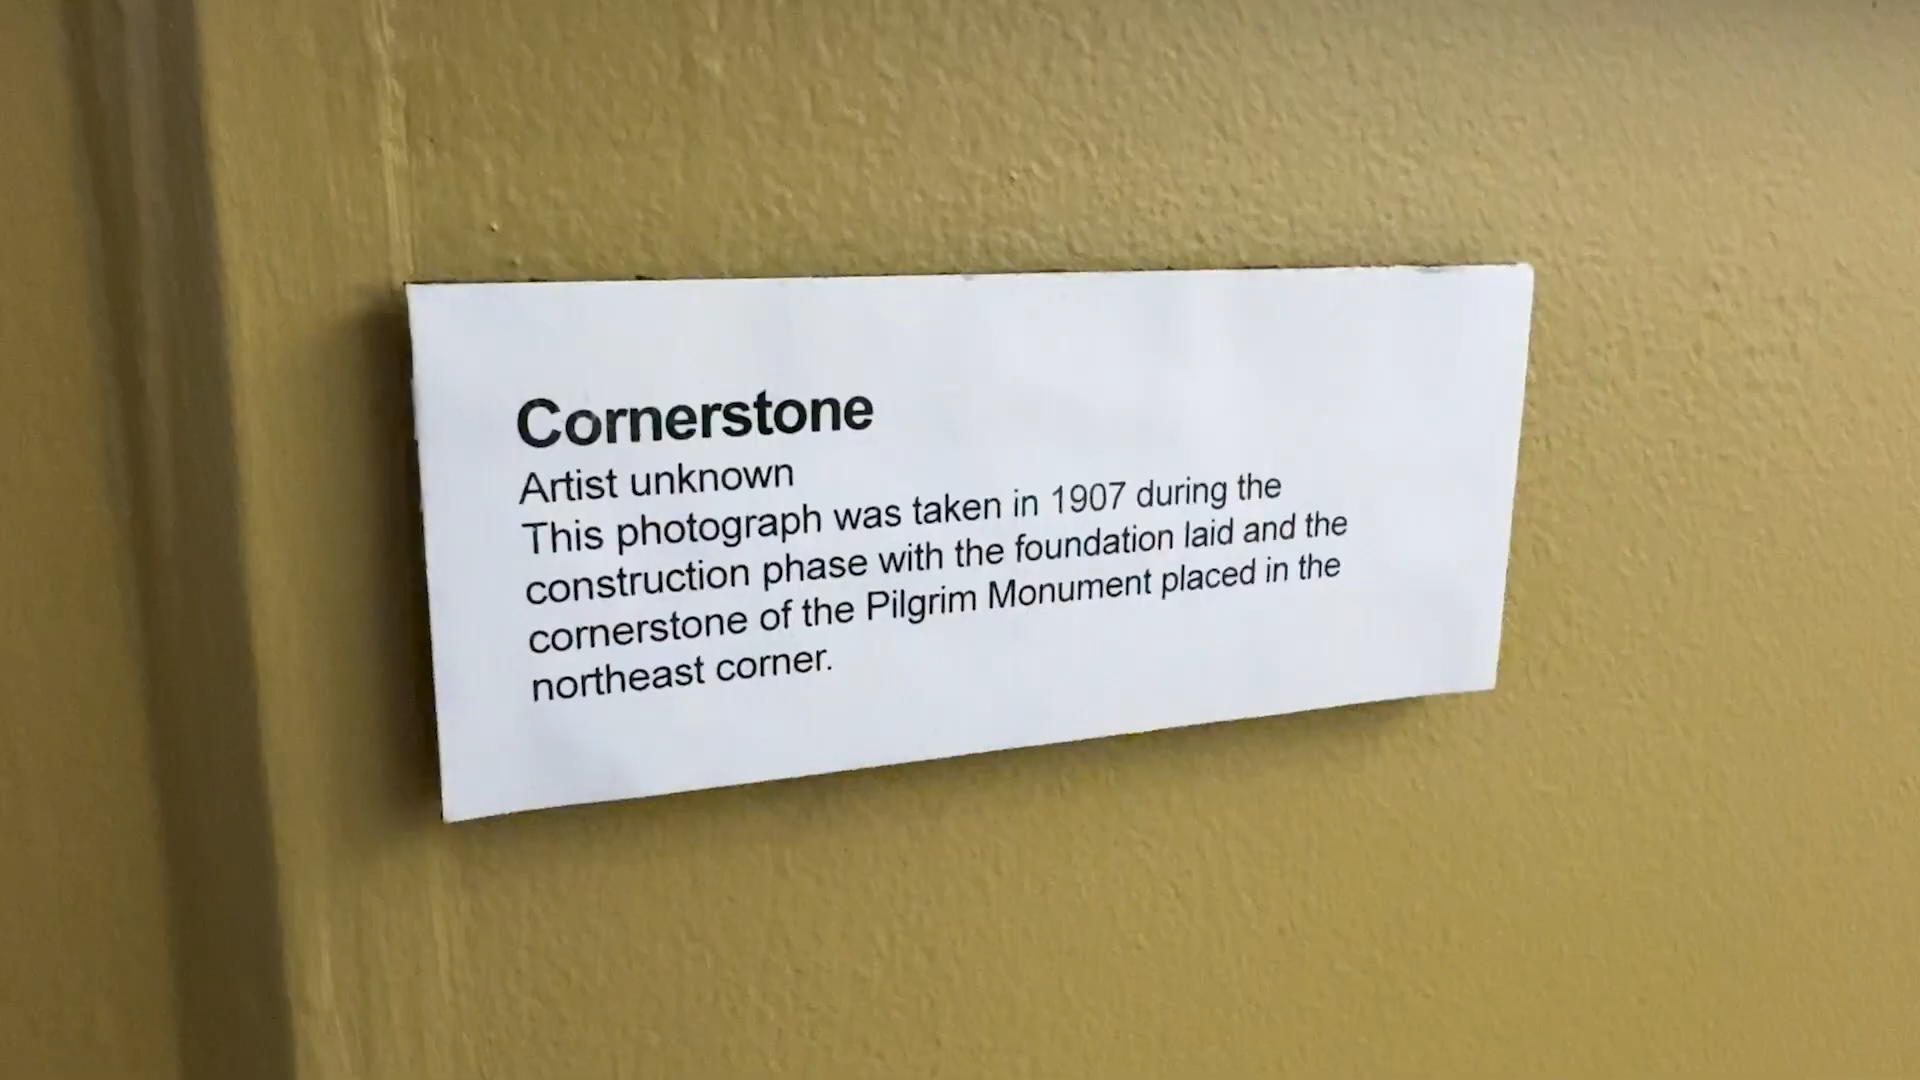 Cornerstone
Artist unknown
This photograph was taken in 1907 during the
construction phase with the foundation laid and the
cornerstone of the Pilgrim Monument placed in the
northeast corner.